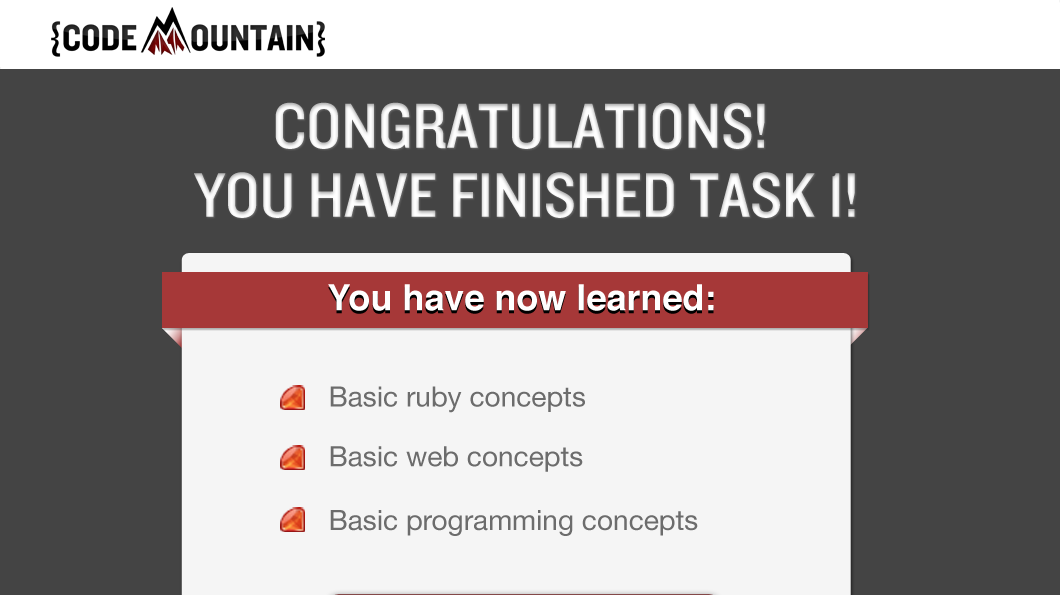 {CODE MOUNTAIN}
CONGRATULATIONS!
YOU HAVE FINISHED TASK 1!
You have now learned:
Basic ruby concepts
Basic web concepts
Basic programming concepts